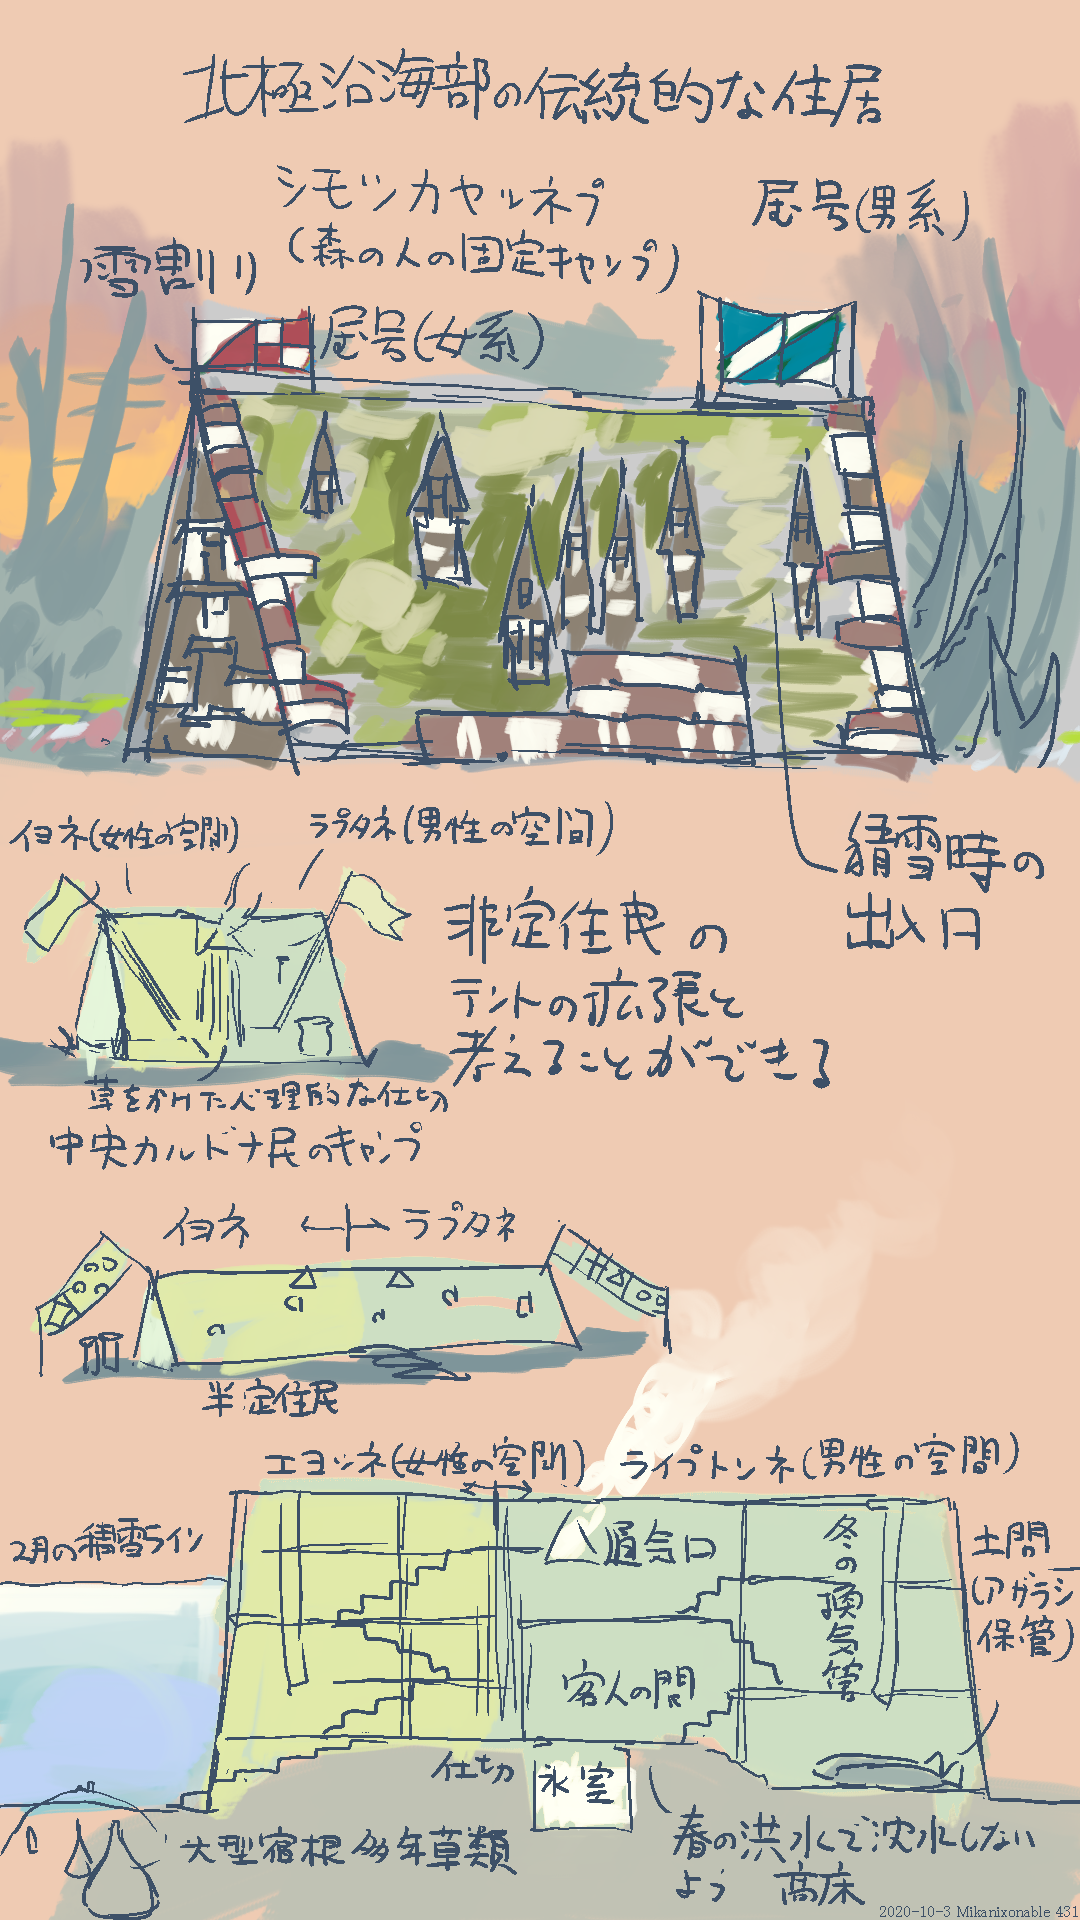 北極沿海部の伝統的な住居
シモツカヤルネプ
(森の人の固定キャンプ)
屋号(男系)
雪割り
屋号(女系)
積雪時の
出入口
イヨネ(女性の空間)
ラプタネ(男性の空間)
非定住民の
テントの拡張と
考えることができる
草をかけた心理的な仕切
中央カルドナ民のキャンプ
イヨネ ←|→ ラプタネ
半定住民
エヨンネ(女性の空間)
ライプトンネ(男性の空間)
2月の積雪ライン
通気口
冬の換気管
土間
(アガラシ
保管)
客人の間
仕切
氷室
大型宿根多年草類
春の洪水で沈水しない
よう 高床
2020-10-3 Mikanixonable 431